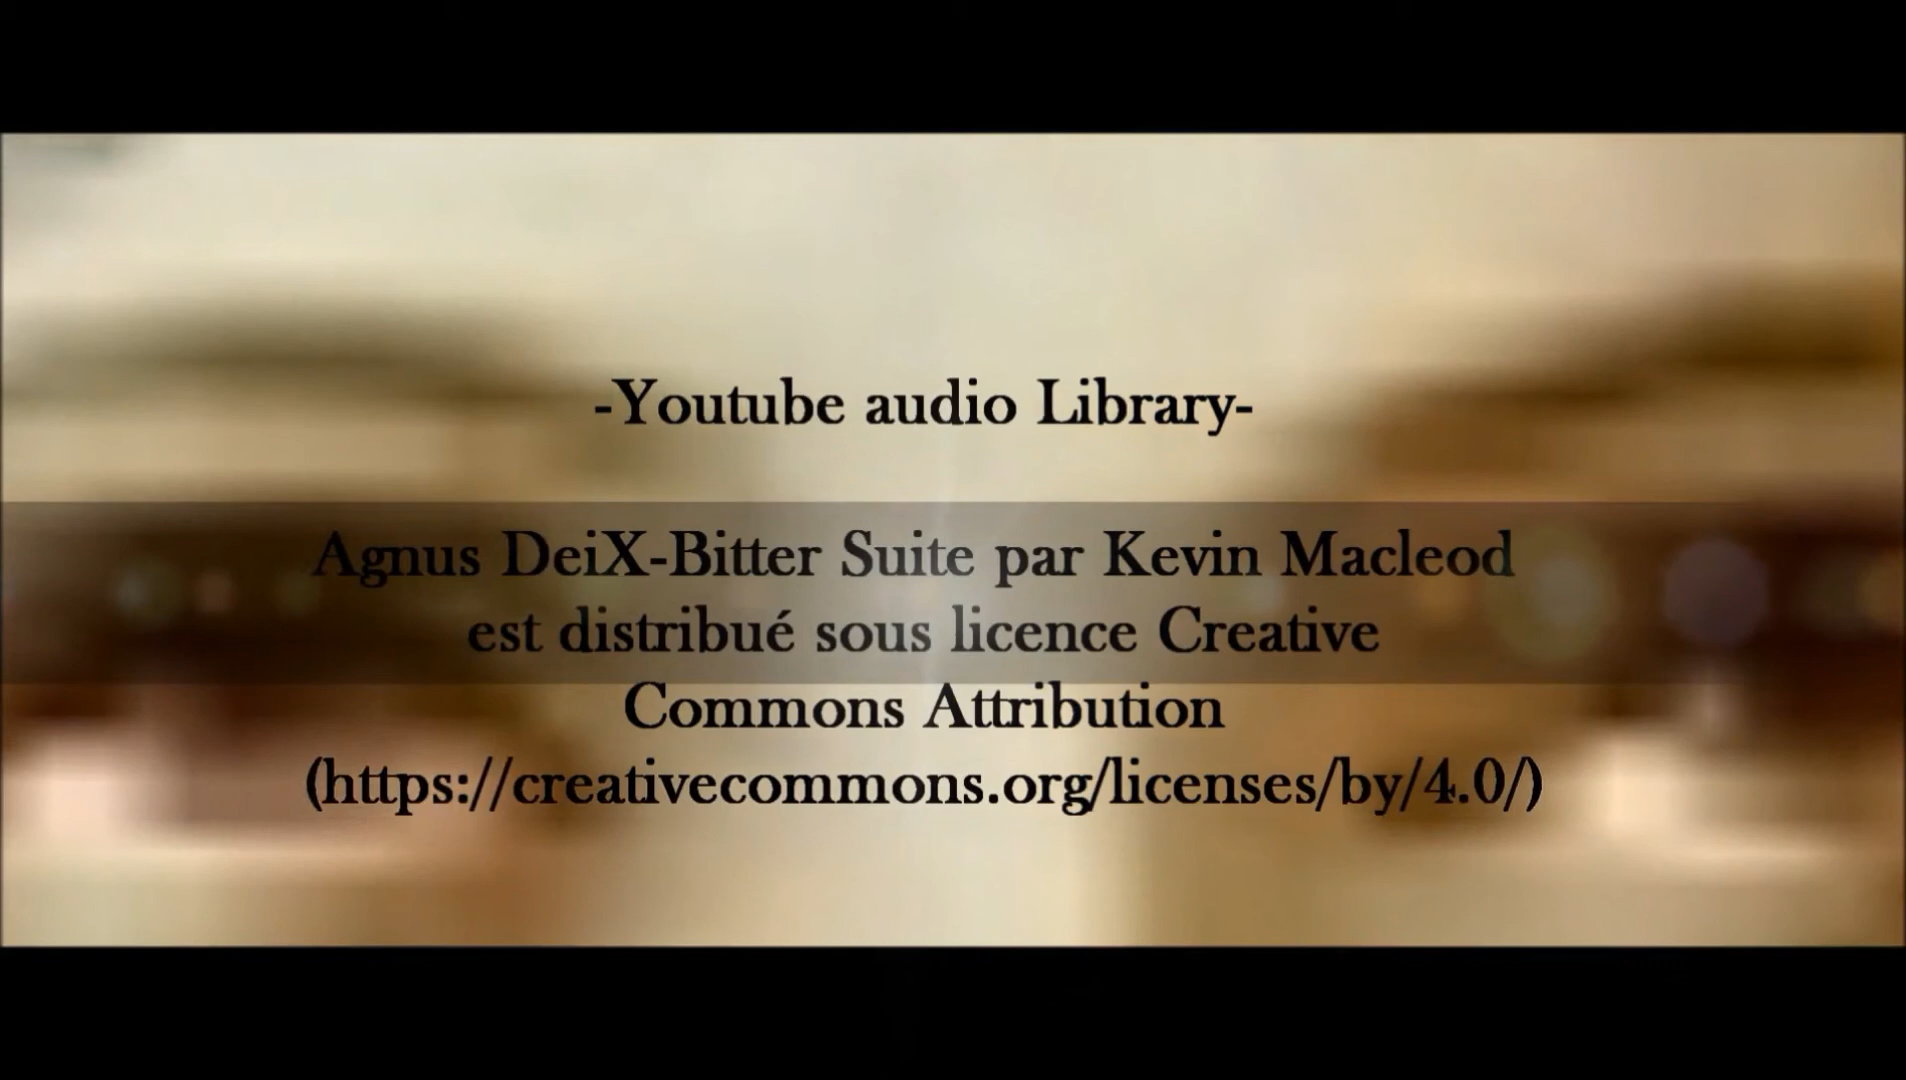 -Youtube audio Library-
Agnus DeiX-Bitter Suite par Kevin Macleod
est distribué sous licence Creative
Commons Attribution
(https://creativecommons.org/licenses/by/4.0/)